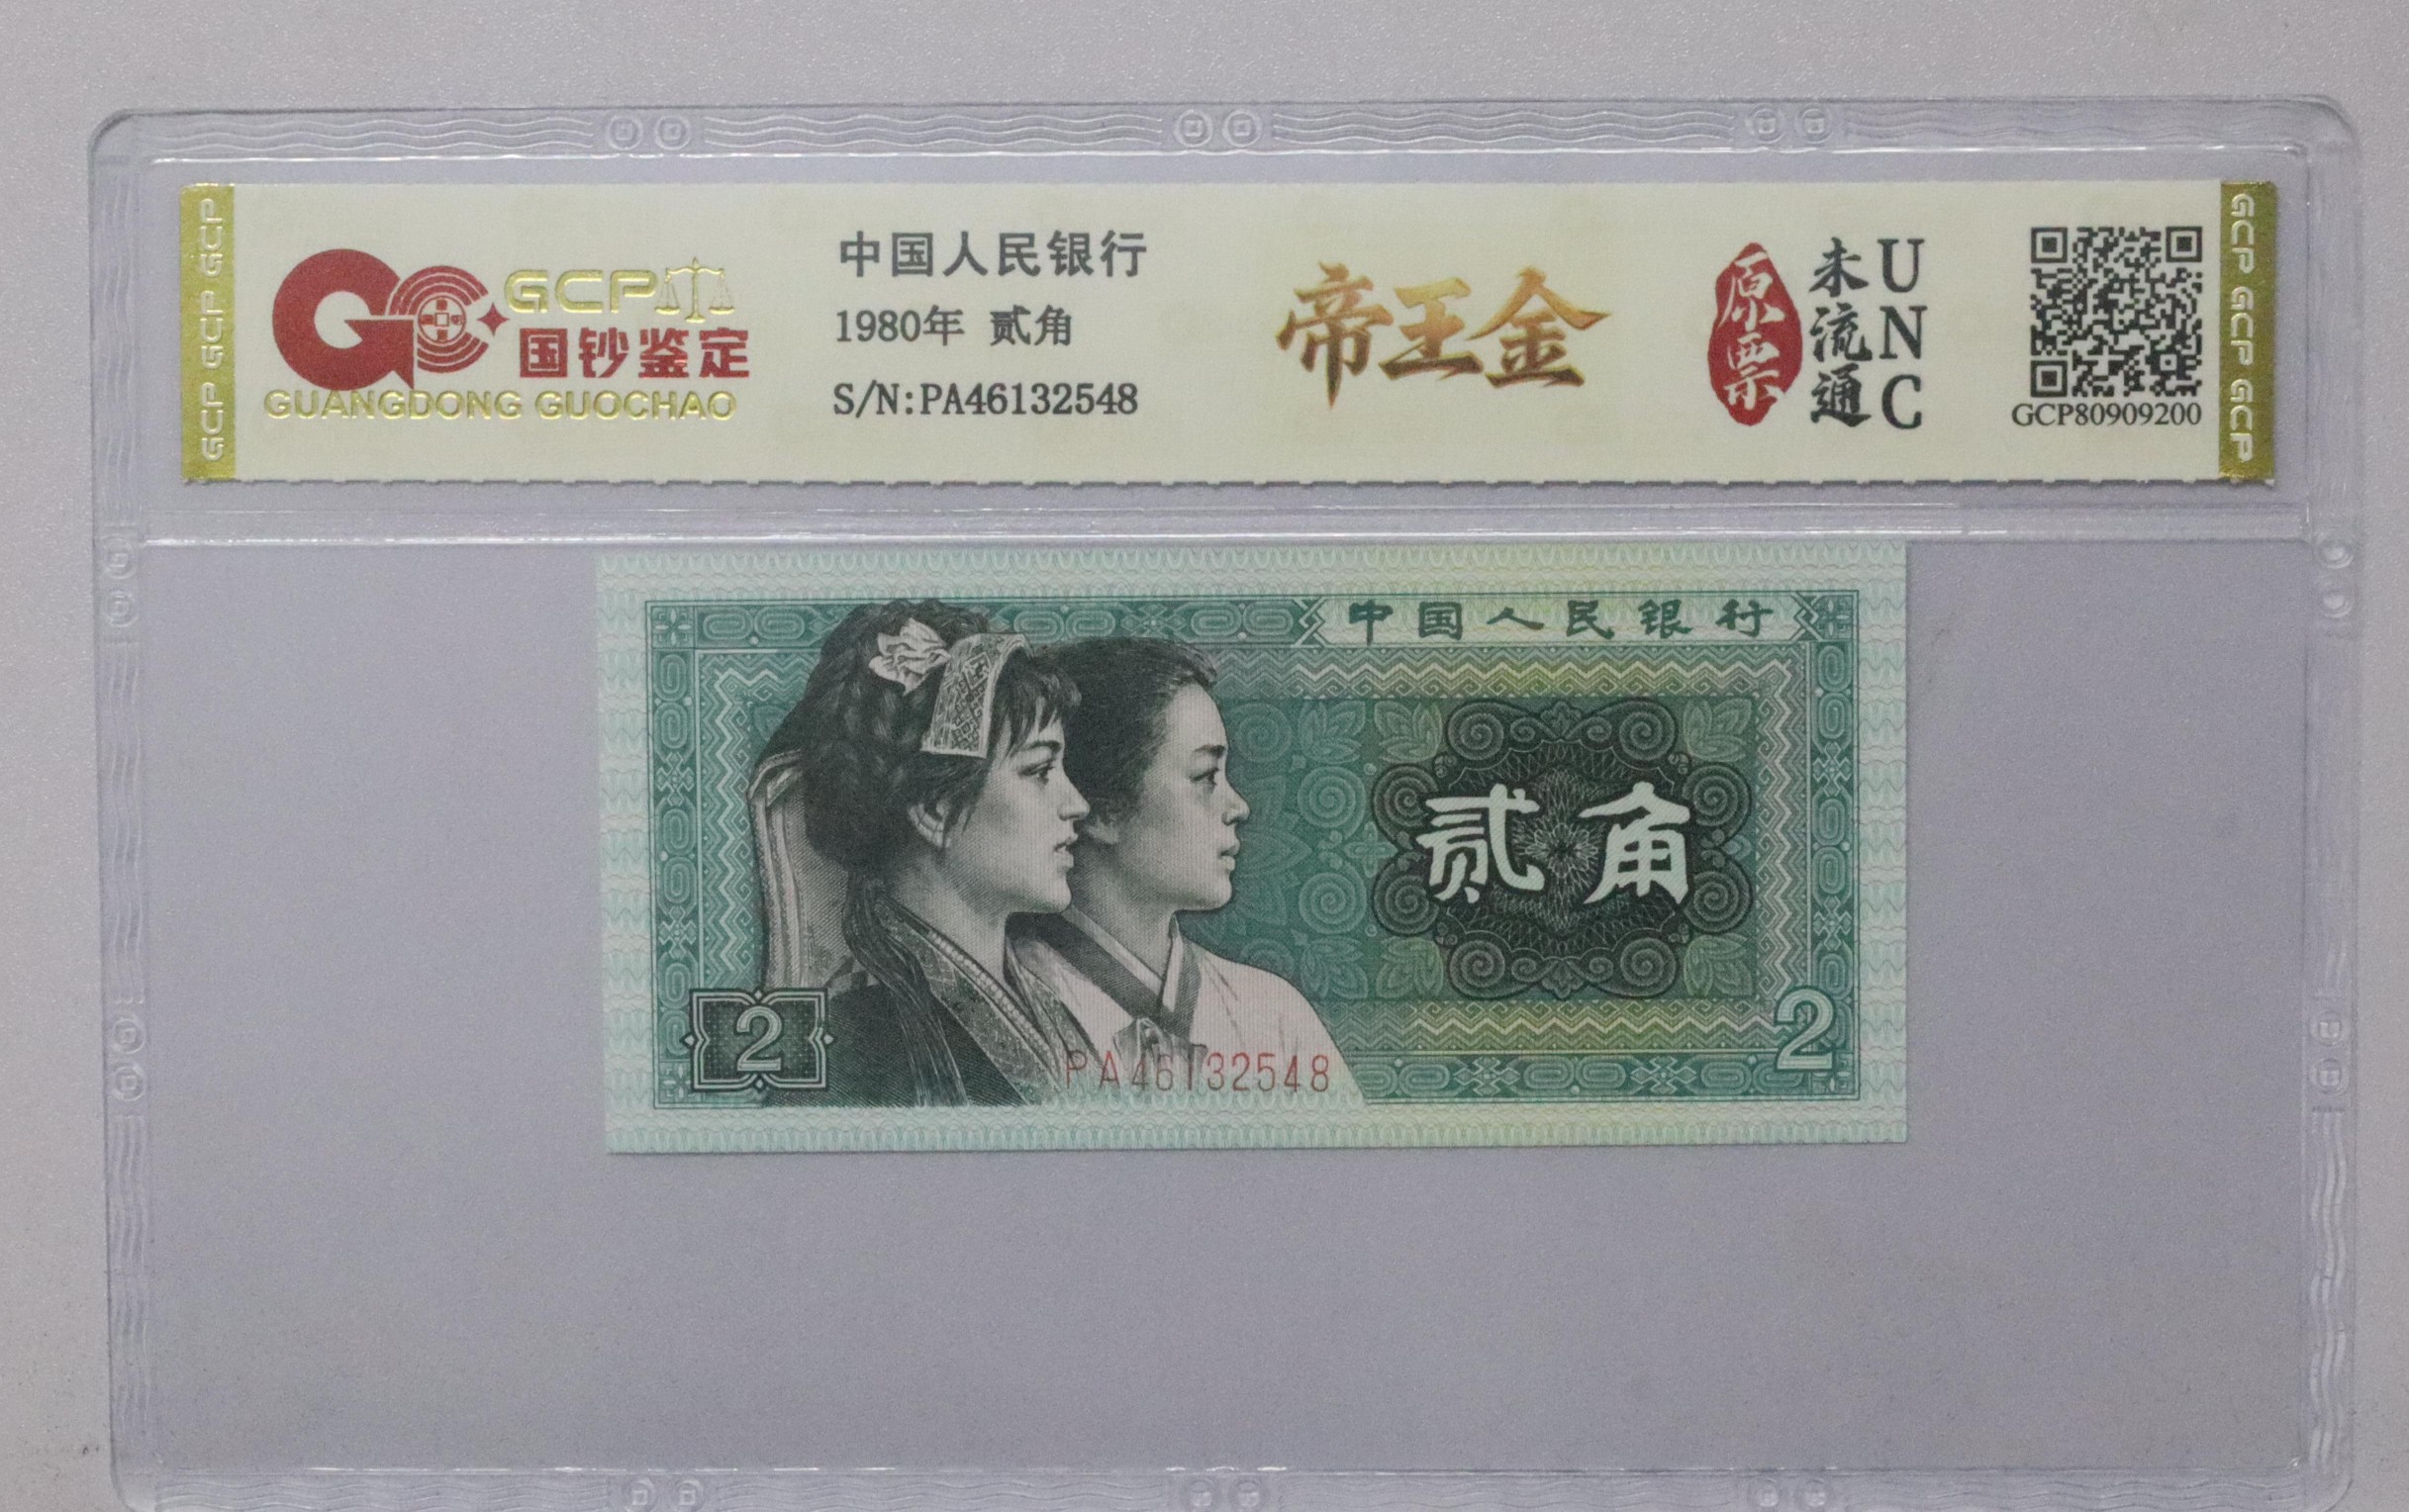 GCP GCP GCP
GCP
国钞鉴定
GUANGDONG GUOCHAO
中国人民银行
1980年 贰角
S/N:PA46132548
帝王金
原票
未流通
UNC
GCP80909200
GCP GCP GCP
中国人民银行
贰角
2
PA46132548
2